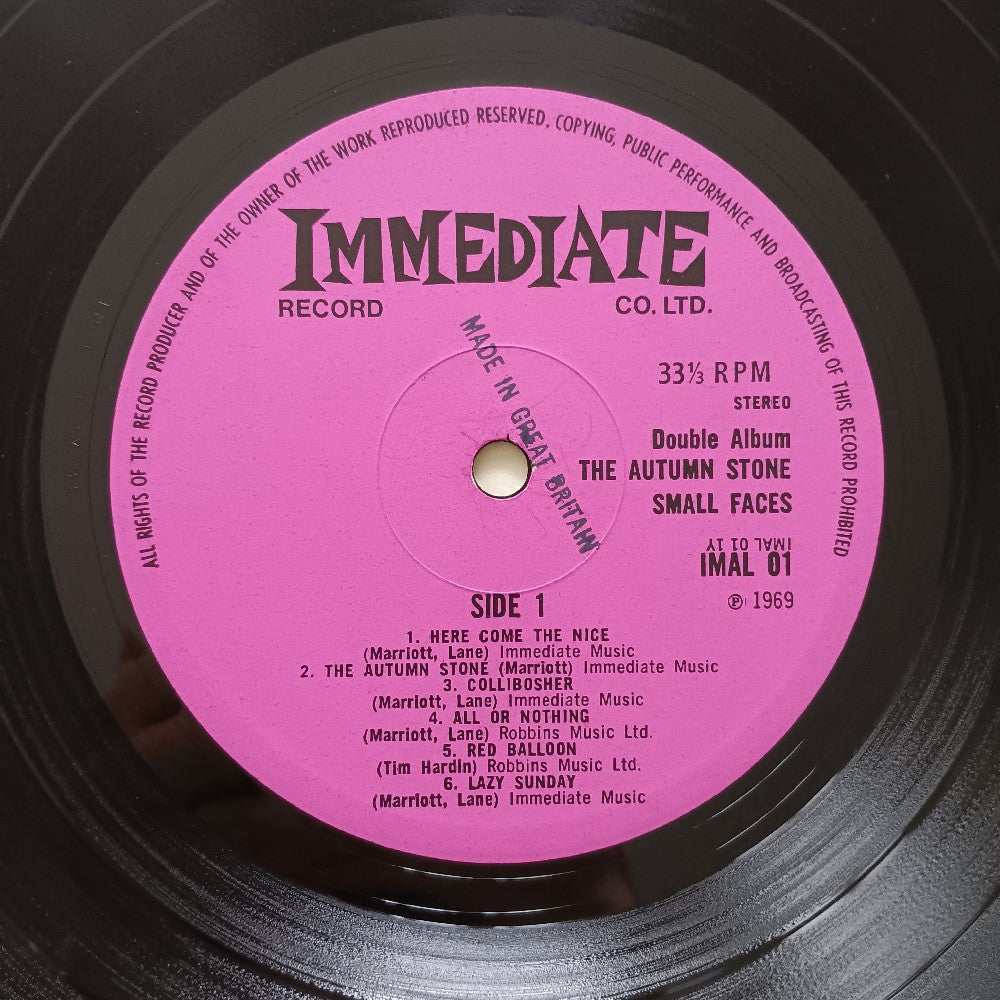 ALL RIGHTS OF THE RECORD PRODUCER AND OF THE OWNER OF THE WORK REPRODUCED RESERVED. COPYING, PUBLIC PERFORMANCE AND BROADCASTING OF THIS RECORD PROHIBITED
IMMEDIATE
RECORD CO. LTD.
MADE IN GREAT BRITAIN
33⅓ RPM
STEREO
Double Album
THE AUTUMN STONE
SMALL FACES
IMAL 01 1Y
IMAL 01
℗ 1969
SIDE 1
1. HERE COME THE NICE
(Marriott, Lane) Immediate Music
2. THE AUTUMN STONE (Marriott) Immediate Music
3. COLLIBOSHER
(Marriott, Lane) Immediate Music
4. ALL OR NOTHING
(Marriott, Lane) Robbins Music Ltd.
5. RED BALLOON
(Tim Hardin) Robbins Music Ltd.
6. LAZY SUNDAY
(Marriott, Lane) Immediate Music